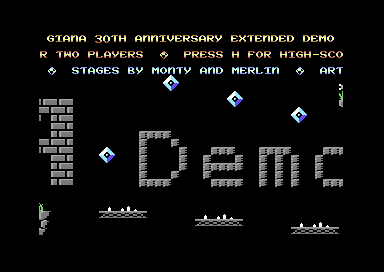 GIANA 30TH ANNIVERSARY EXTENDED DEMO
R TWO PLAYERS PRESS H FOR HIGH-SCO
STAGES BY MONTY AND MERLIN ART
Demo